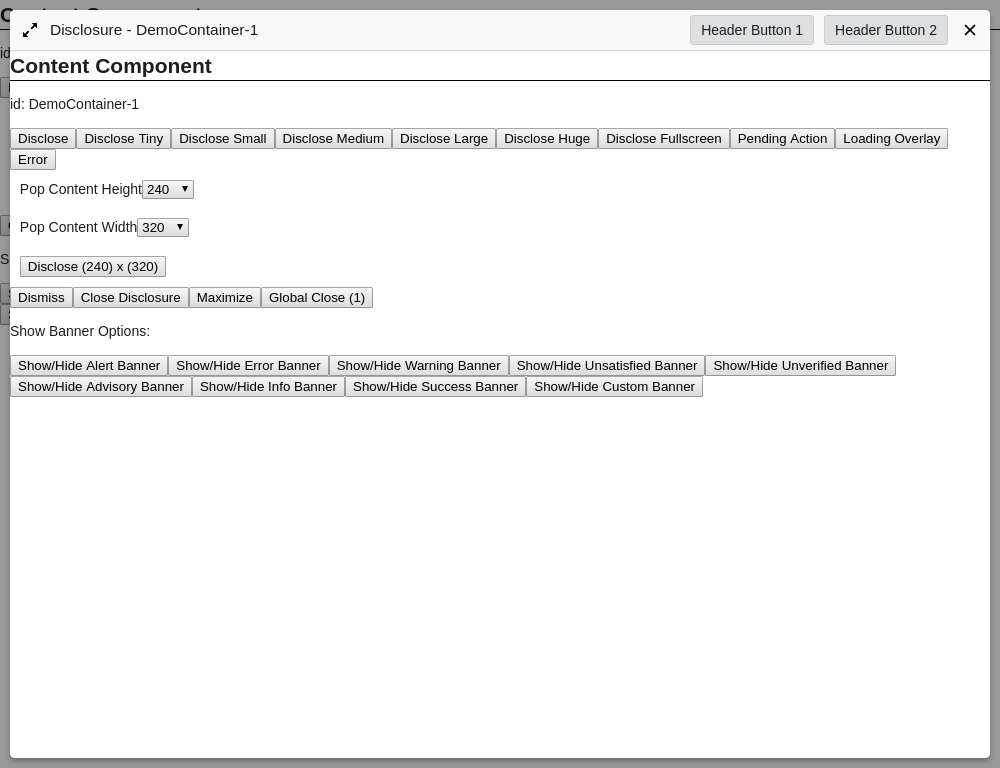 Disclosure - DemoContainer-1 Header Button 1 Header Button 2
Content Component
id: DemoContainer-1
Disclose Disclose Tiny Disclose Small Disclose Medium Disclose Large Disclose Huge Disclose Fullscreen Pending Action Loading Overlay
Error
Pop Content Height 240
Pop Content Width 320
Disclose (240) x (320)
Dismiss Close Disclosure Maximize Global Close (1)
Show Banner Options:
Show/Hide Alert Banner Show/Hide Error Banner Show/Hide Warning Banner Show/Hide Unsatisfied Banner Show/Hide Unverified Banner
Show/Hide Advisory Banner Show/Hide Info Banner Show/Hide Success Banner Show/Hide Custom Banner